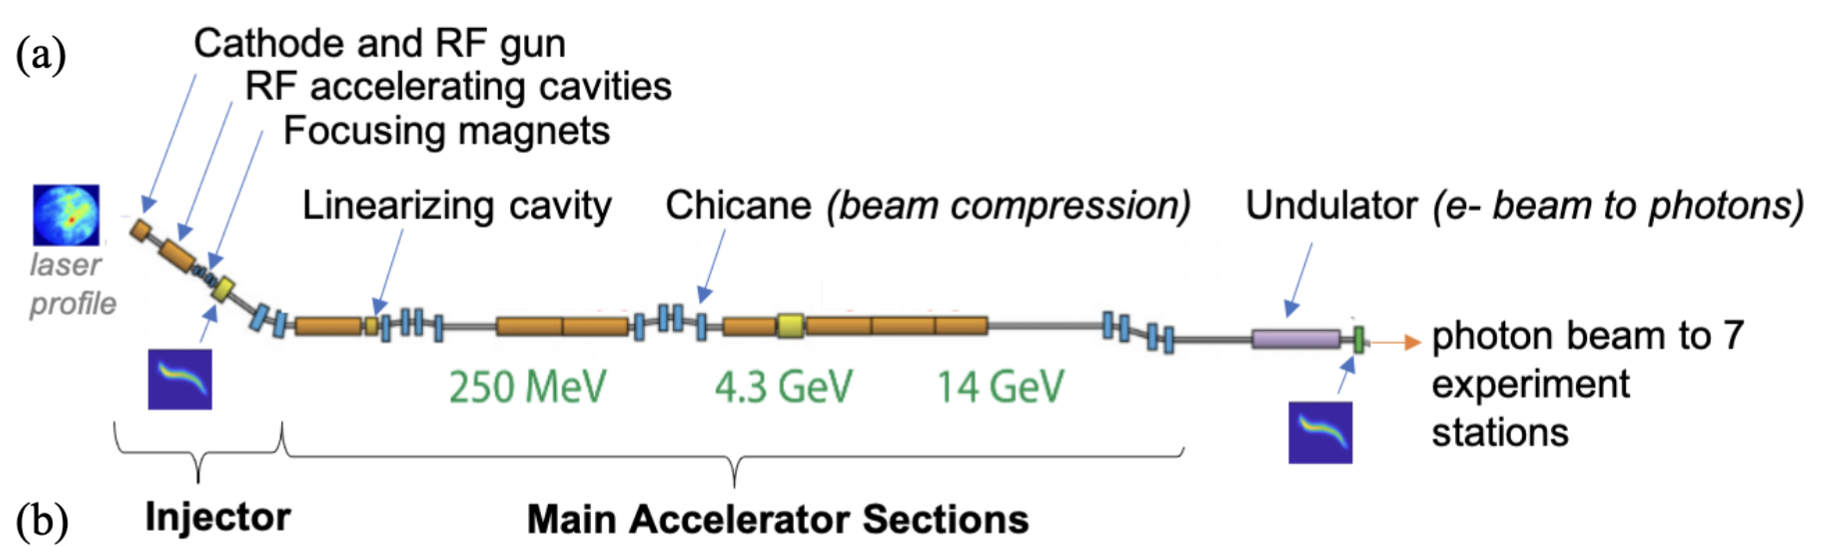 (a)
Cathode and RF gun
RF accelerating cavities
Focusing magnets
Linearizing cavity
Chicane (beam compression)
Undulator (e- beam to photons)
laser
profile
photon beam to 7
experiment
stations
250 MeV
4.3 GeV
14 GeV
(b)
Injector
Main Accelerator Sections